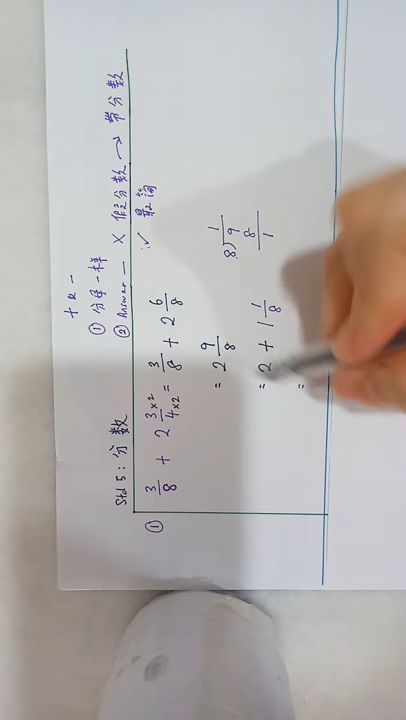 + & -
① 分母一样
② Answer — × 假分数 → 带分数
✓ 最简
Std 5: 分数
① 3/8 + 2 3×2/4×2 = 3/8 + 2 6/8
= 2 9/8
= 2 + 1 1/8
=
1
8)9
8
1